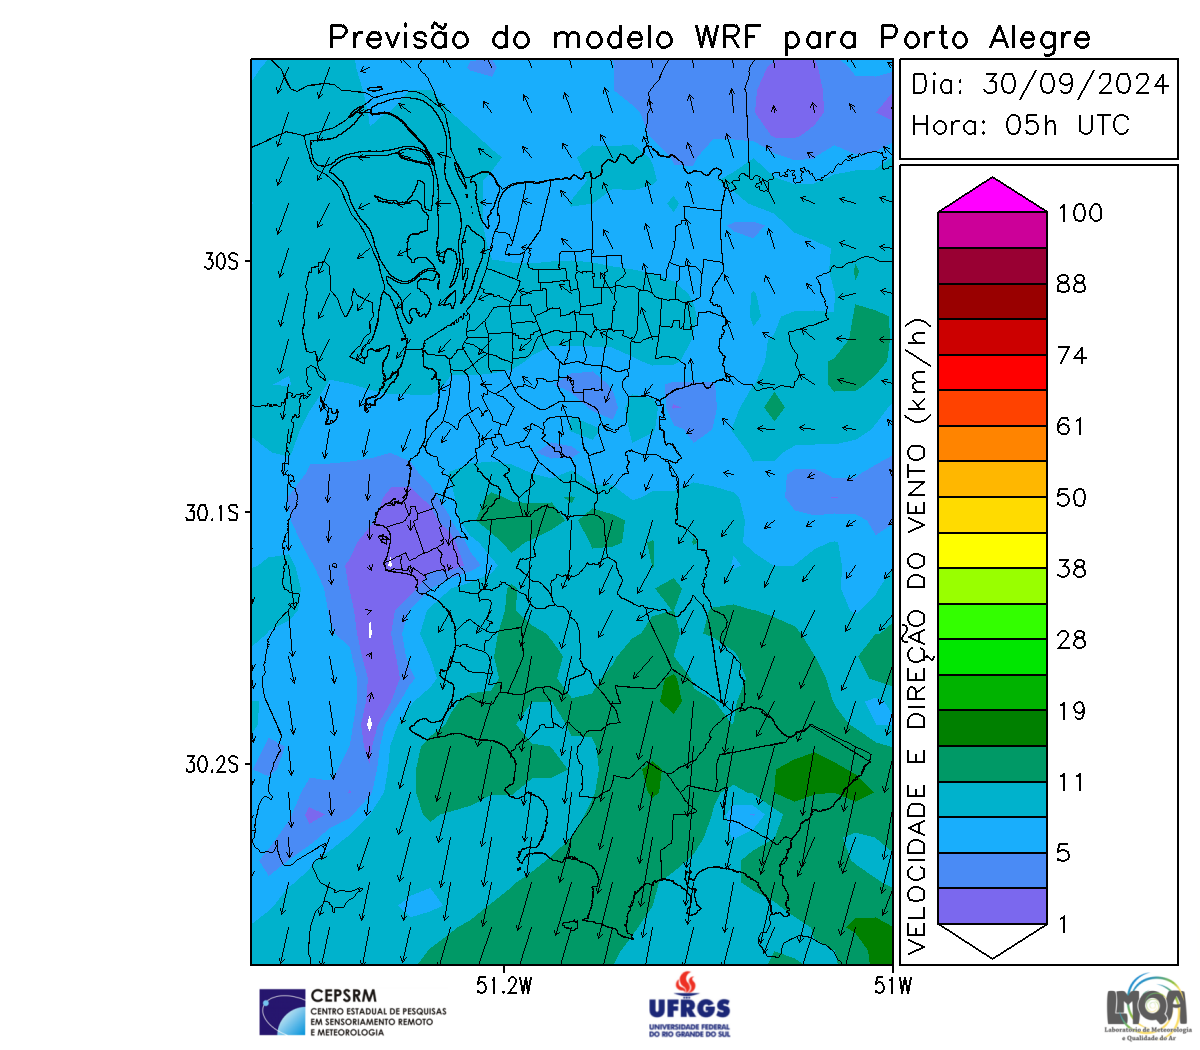 Previsão do modelo WRF para Porto Alegre
Dia: 30/09/2024
Hora: 05h UTC
100
88
74
61
50
38
28
19
11
5
1
VELOCIDADE E DIREÇÃO DO VENTO (km/h)
30S
30.1S
30.2S
51.2W
51W
CEPSRM
CENTRO ESTADUAL DE PESQUISAS
EM SENSORIAMENTO REMOTO
E METEOROLOGIA
UFRGS
UNIVERSIDADE FEDERAL
DO RIO GRANDE DO SUL
LMQA
Laboratório de Meteorologia
e Qualidade do Ar